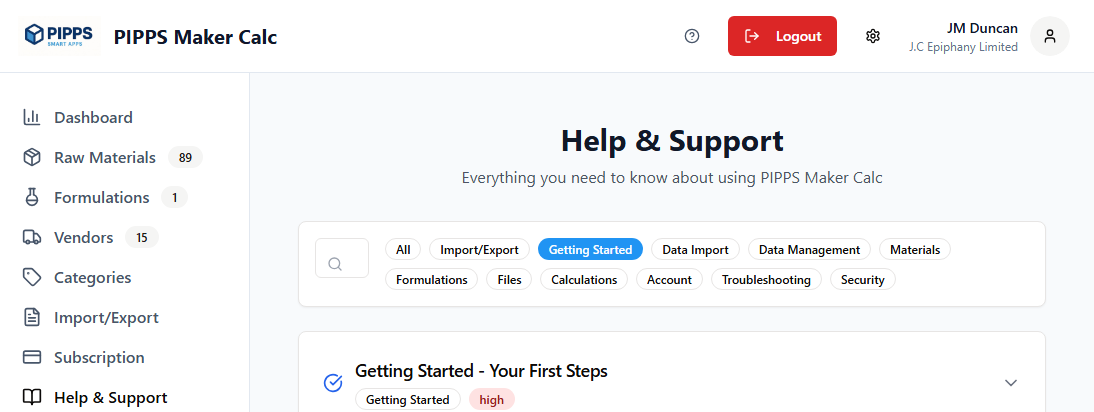 PIPPS
SMART APPS
PIPPS Maker Calc
Logout
JM Duncan
J.C Epiphany Limited
Dashboard
Raw Materials 89
Formulations 1
Vendors 15
Categories
Import/Export
Subscription
Help & Support
Help & Support
Everything you need to know about using PIPPS Maker Calc
All Import/Export Getting Started Data Import Data Management Materials
Formulations Files Calculations Account Troubleshooting Security
Getting Started - Your First Steps
Getting Started high